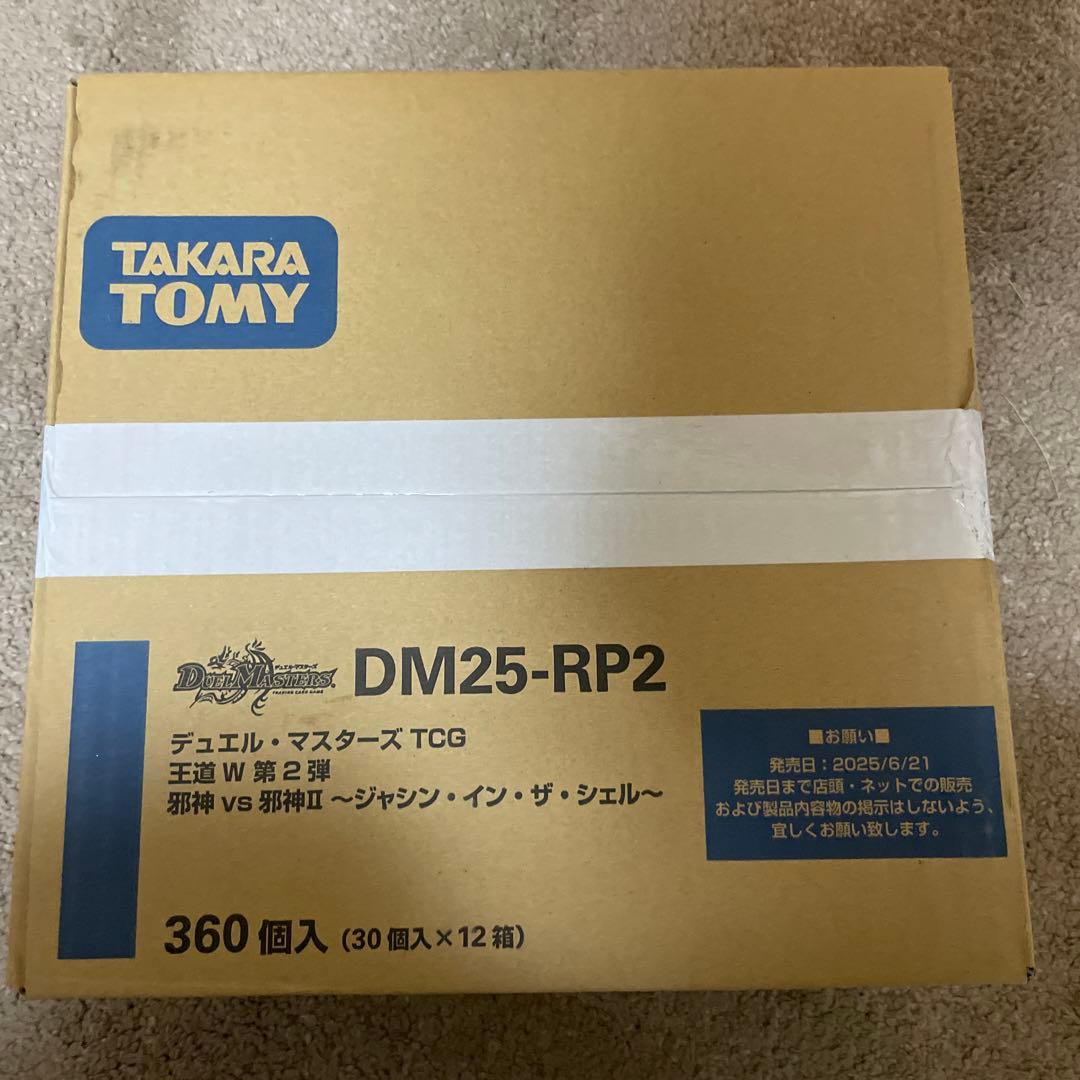 TAKARA
TOMY
デュエル・マスターズ
DUEL MASTERS
TRADING CARD GAME
DM25-RP2
デュエル・マスターズ TCG
王道 W 第2弾
邪神 vs 邪神Ⅱ ～ジャシン・イン・ザ・シェル～
■お願い■
発売日：2025/6/21
発売日まで店頭・ネットでの販売
および製品内容物の掲示はしないよう、
宜しくお願い致します。
360個入（30個入×12箱）